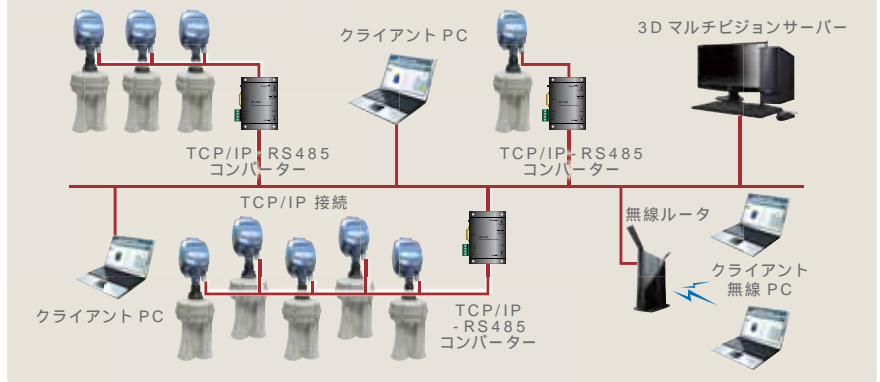 クライアント PC
3D マルチビジョンサーバー
TCP/IP - RS485
コンバーター
TCP/IP - RS485
コンバーター
TCP/IP 接続
無線ルータ
クライアント
無線 PC
クライアント PC
TCP/IP
- RS485
コンバーター